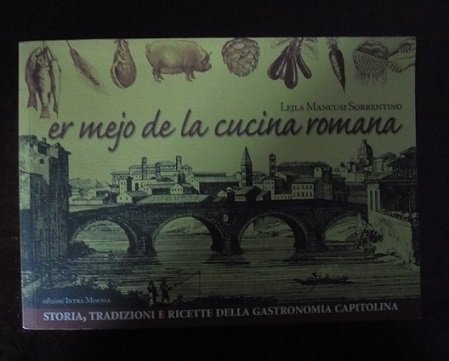 Lejla Mancusi Sorrentino
er mejo de la cucina romana
edizioni Intra Moenia
STORIA, TRADIZIONI E RICETTE DELLA GASTRONOMIA CAPITOLINA